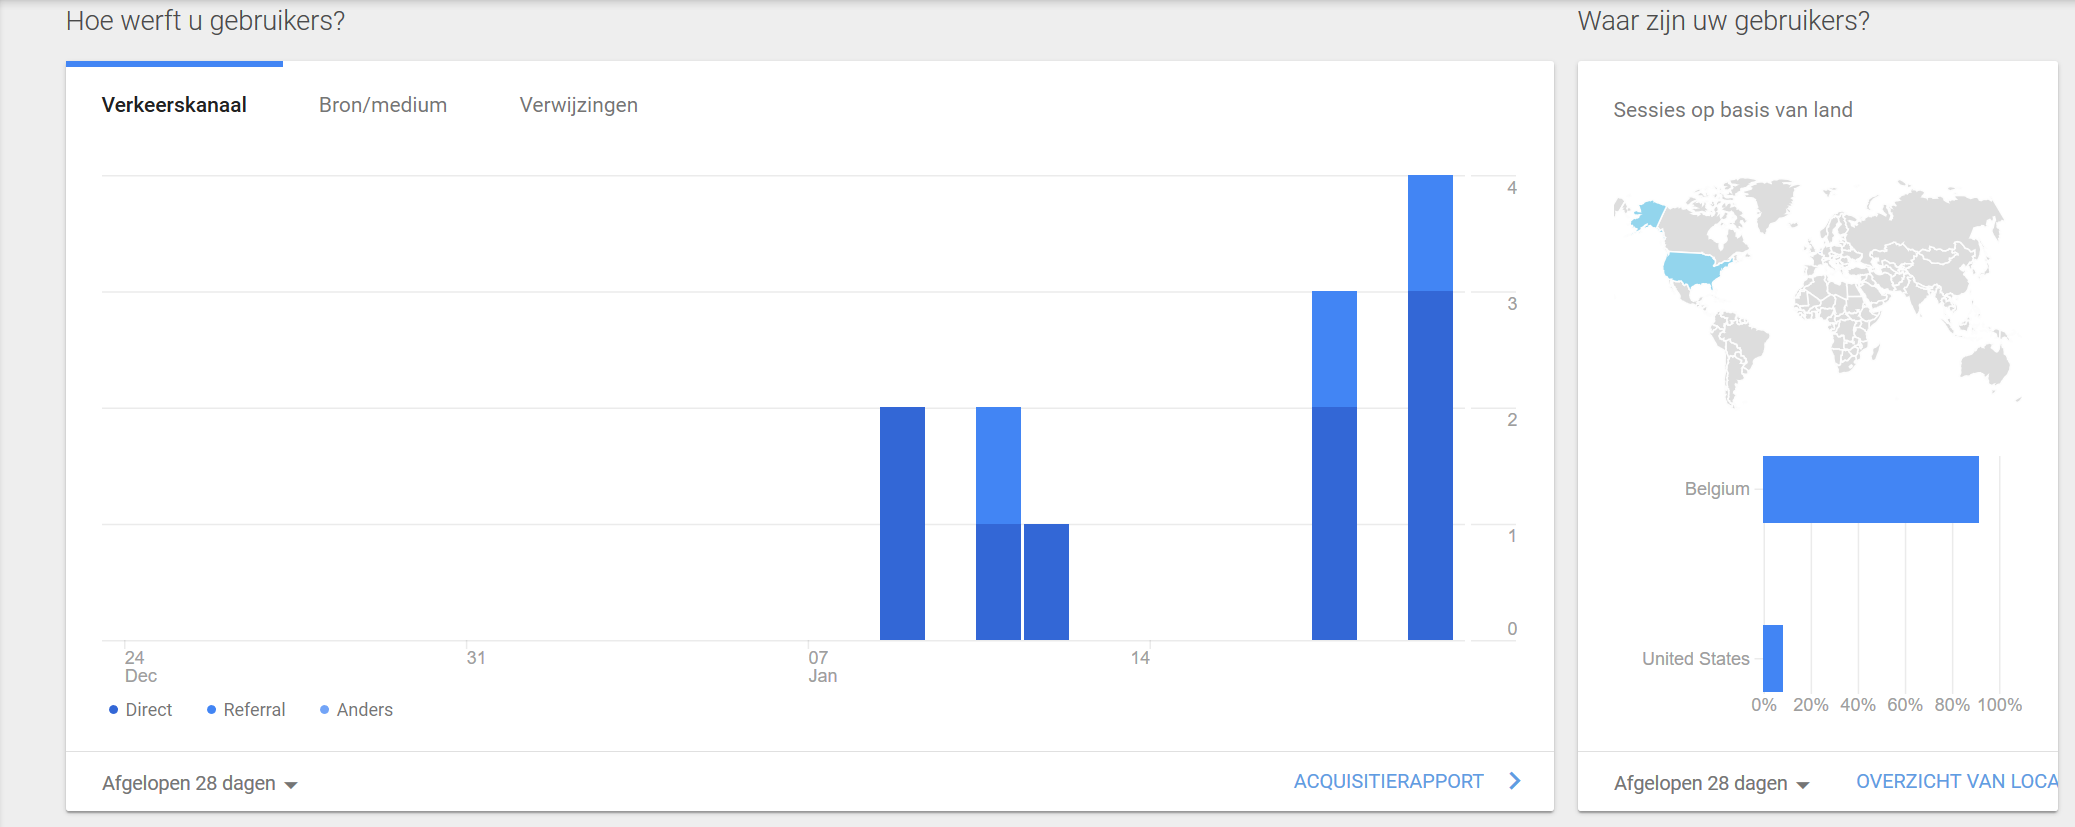 Hoe werft u gebruikers?
Verkeerskanaal
Bron/medium
Verwijzingen
4
3
2
1
0
24
Dec
31
07
Jan
14
Direct
Referral
Anders
Afgelopen 28 dagen
ACQUISITIERAPPORT
Waar zijn uw gebruikers?
Sessies op basis van land
Belgium
United States
0% 20% 40% 60% 80% 100%
Afgelopen 28 dagen
OVERZICHT VAN LOCA